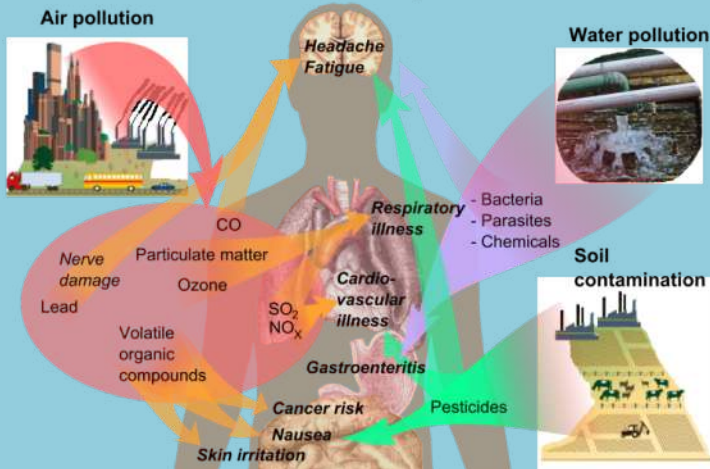 Air pollution
Water pollution
Headache
Fatigue
- Bacteria
- Parasites
- Chemicals
CO
Respiratory
illness
Particulate matter
Nerve
damage
Ozone
Lead
Soil
contamination
Cardio-
vascular
illness
SO2
NOX
Volatile
organic
compounds
Gastroenteritis
Pesticides
Cancer risk
Nausea
Skin irritation